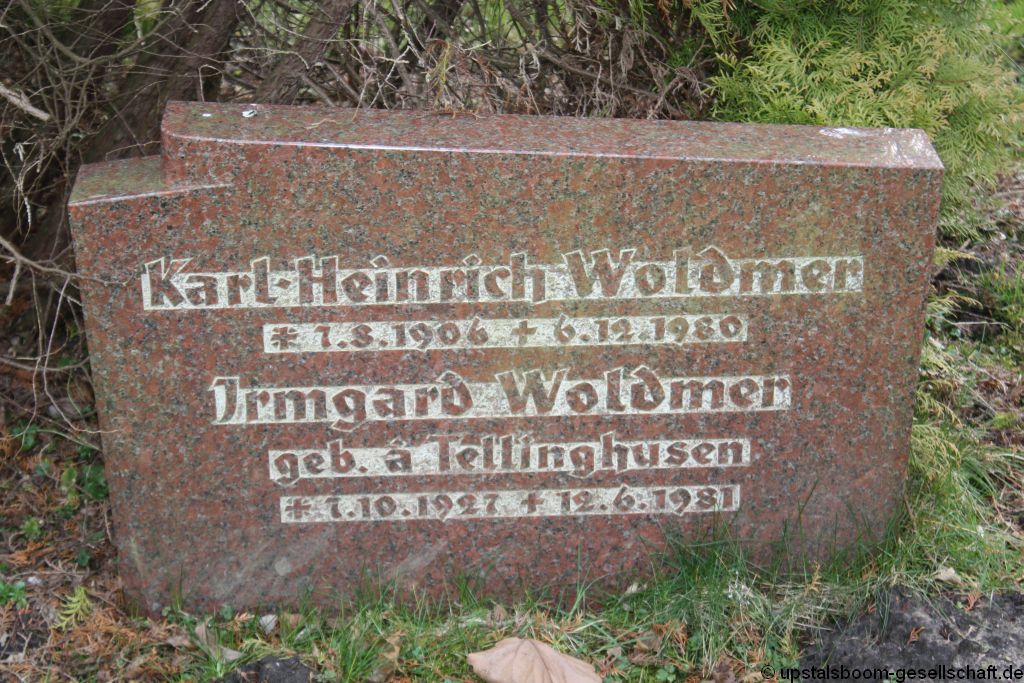 Karl-Heinrich Woldmer
* 7.8.1906 + 6.12.1980
Irmgard Woldmer
geb. á Tellinghusen
* 7.10.1927 + 12.6.1981
© upstalsboom-gesellschaft.de